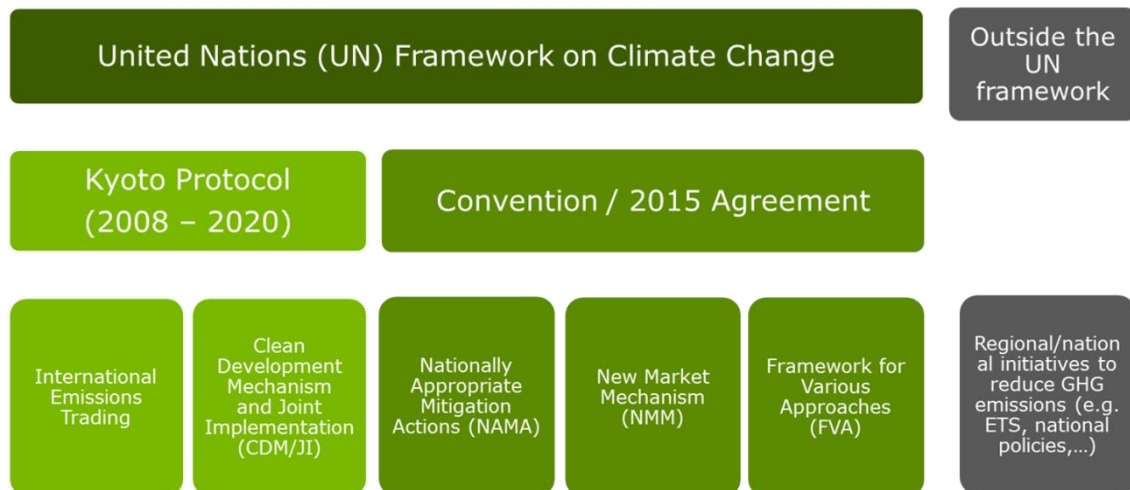 United Nations (UN) Framework on Climate Change
Outside the
UN
framework
Kyoto Protocol
(2008 – 2020)
Convention / 2015 Agreement
International
Emissions
Trading
Clean
Development
Mechanism
and Joint
Implementation
(CDM/JI)
Nationally
Appropriate
Mitigation
Actions (NAMA)
New Market
Mechanism
(NMM)
Framework for
Various
Approaches
(FVA)
Regional/nation
al initiatives to
reduce GHG
emissions (e.g.
ETS, national
policies,…)